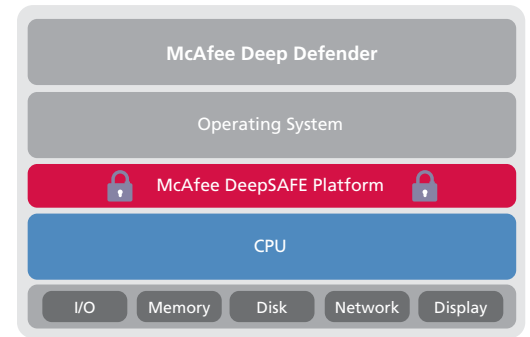 McAfee Deep Defender
Operating System
McAfee DeepSAFE Platform
CPU
I/O Memory Disk Network Display